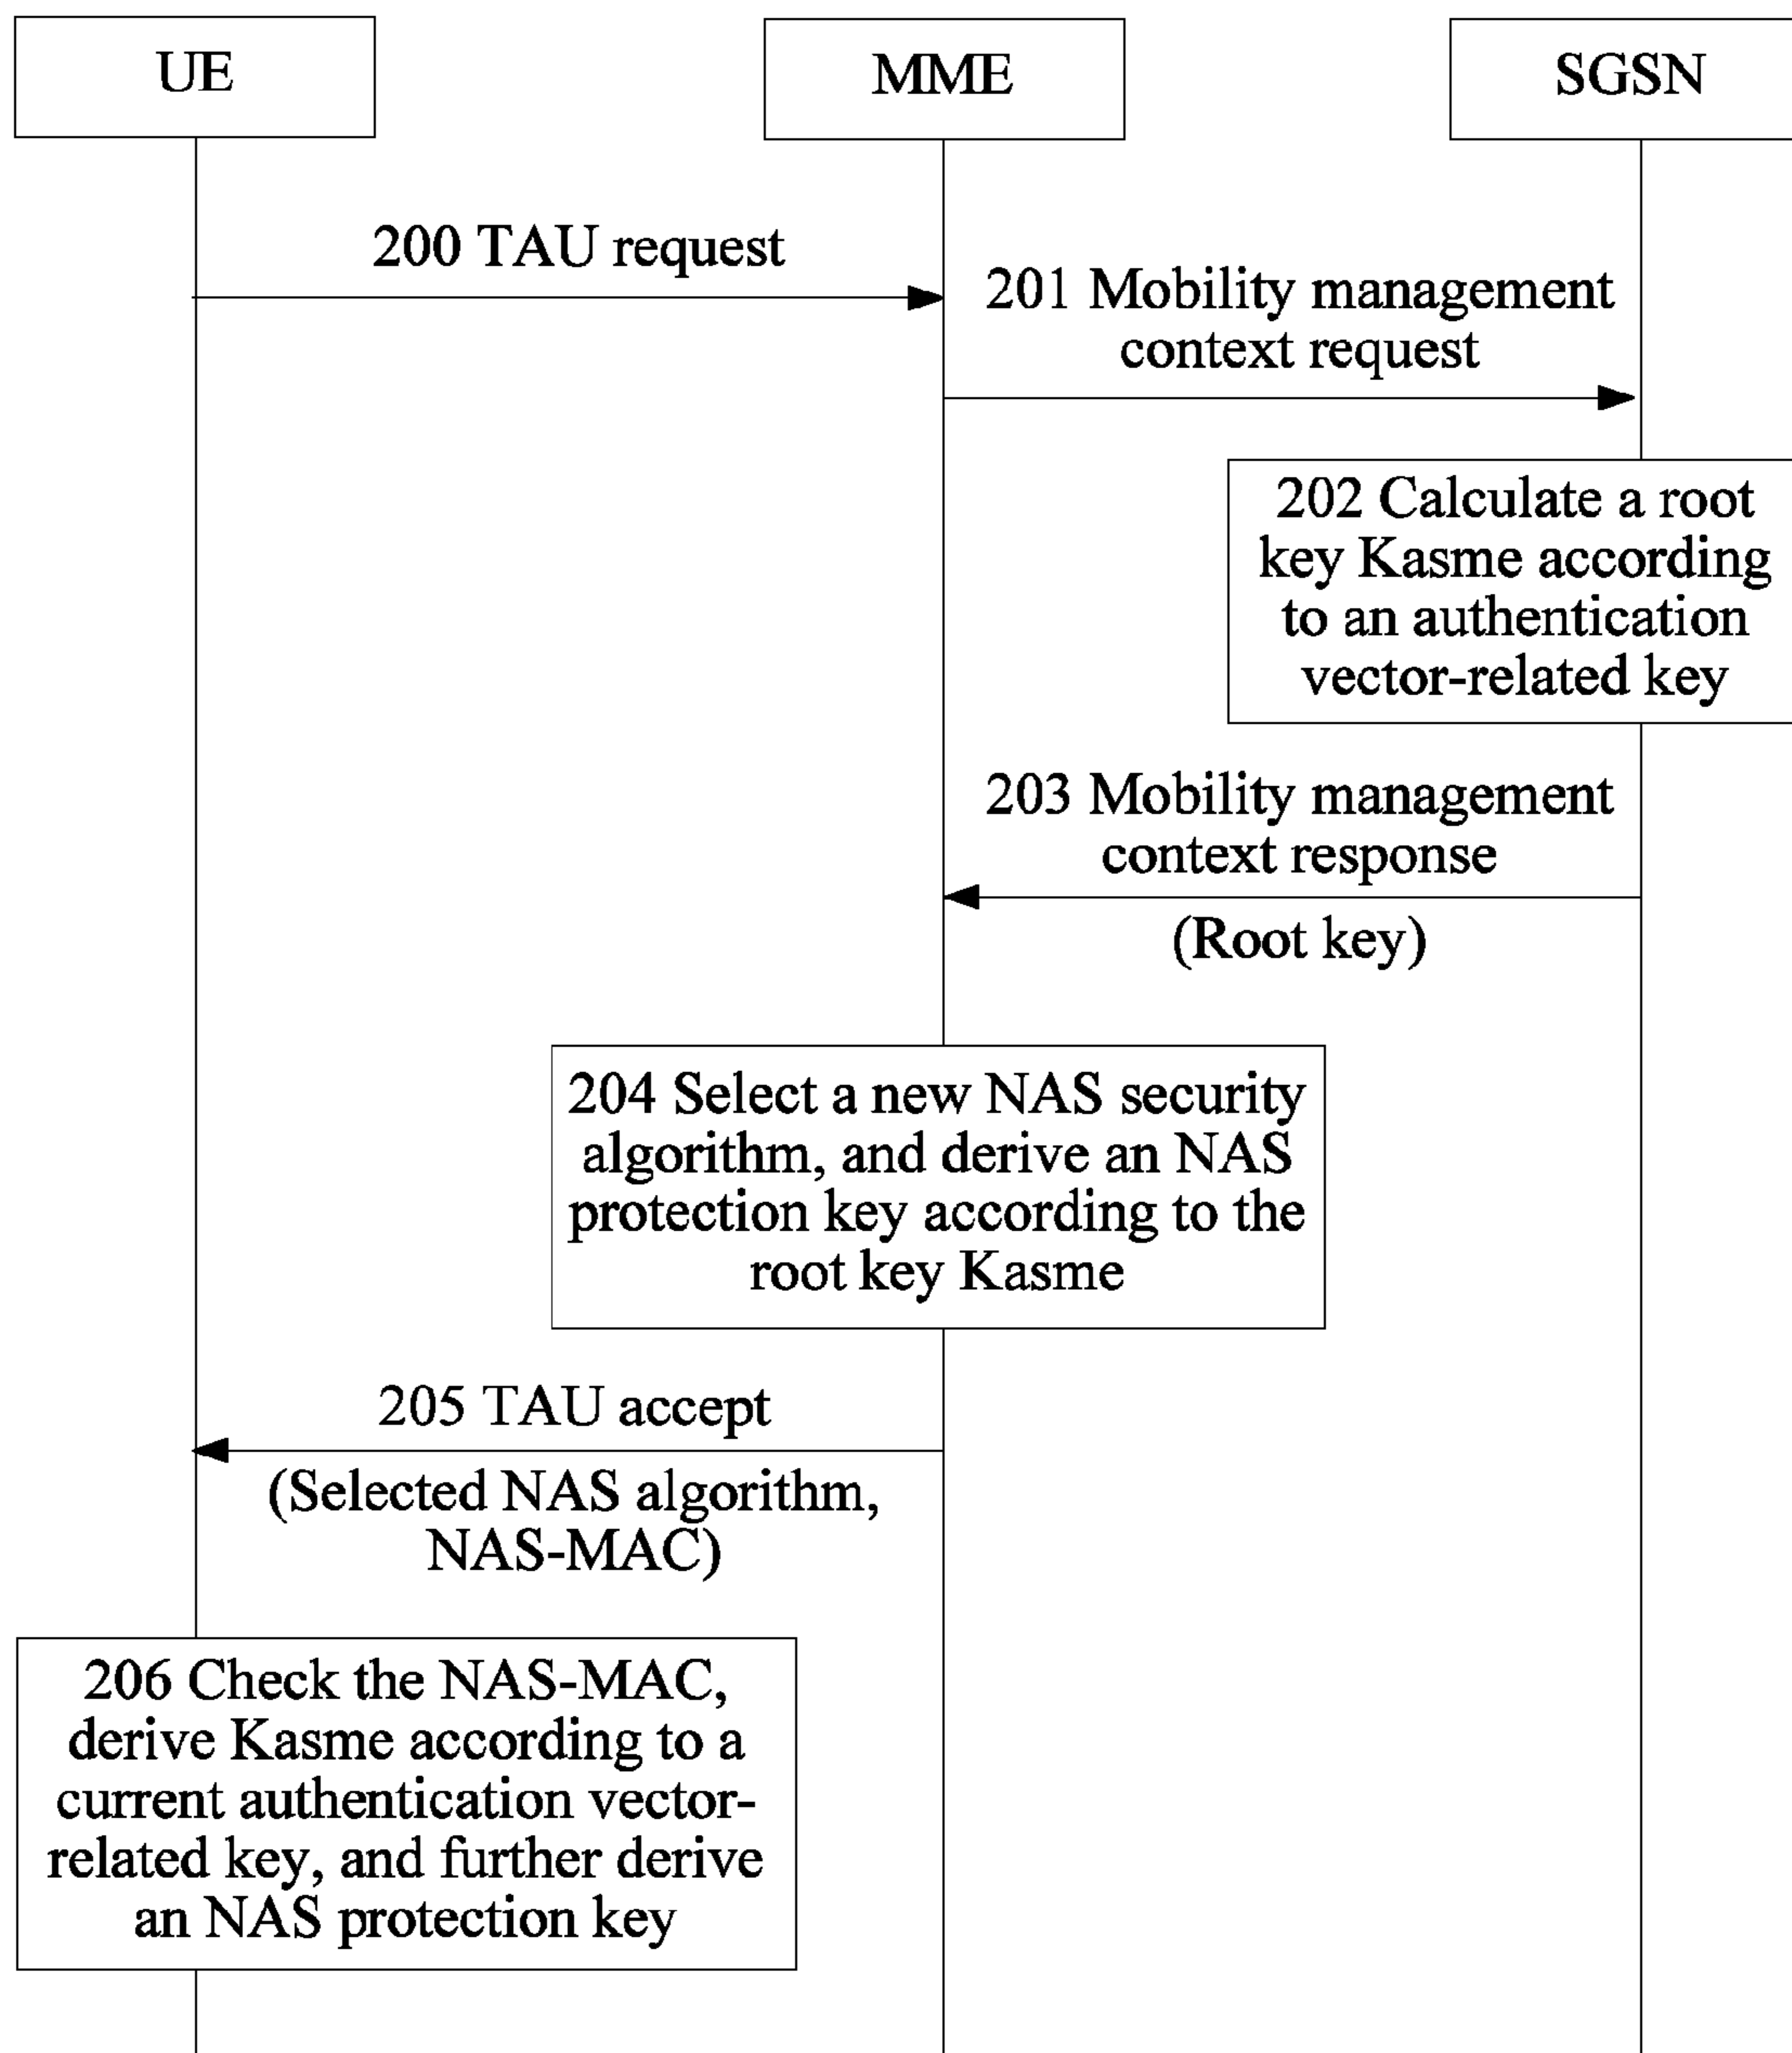 UE
MME
SGSN
200 TAU request
201 Mobility management
context request
202 Calculate a root
key Kasme according
to an authentication
vector-related key
203 Mobility management
context response
(Root key)
204 Select a new NAS security
algorithm, and derive an NAS
protection key according to the
root key Kasme
205 TAU accept
(Selected NAS algorithm,
NAS-MAC)
206 Check the NAS-MAC,
derive Kasme according to a
current authentication vector-
related key, and further derive
an NAS protection key